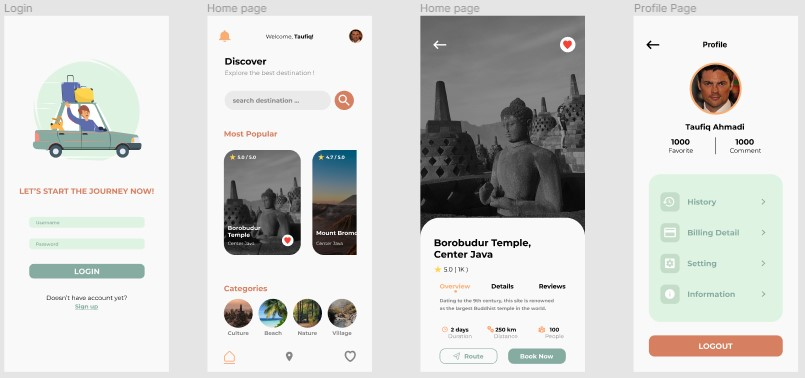 Login
LET'S START THE JOURNEY NOW!
Username
Password
LOGIN
Doesn't have account yet?
Sign up
Home page
Welcome, Taufiq!
Discover
Explore the best destination!
search destination ...
Most Popular
5.0 / 5.0
Borobudur
Temple
Center Java
4.7 / 5.0
Mount Bromo
Center Java
Categories
Culture
Beach
Nature
Village
Home page
Borobudur Temple,
Center Java
5.0 ( 1K )
Overview
Details
Reviews
Dating to the 9th century, this site is renowned
as the largest Buddhist temple in the world.
2 days
Duration
250 km
Distance
100
People
Route
Book Now
Profile Page
Profile
Taufiq Ahmadi
1000
Favorite
1000
Comment
History
Billing Detail
Setting
Information
LOGOUT